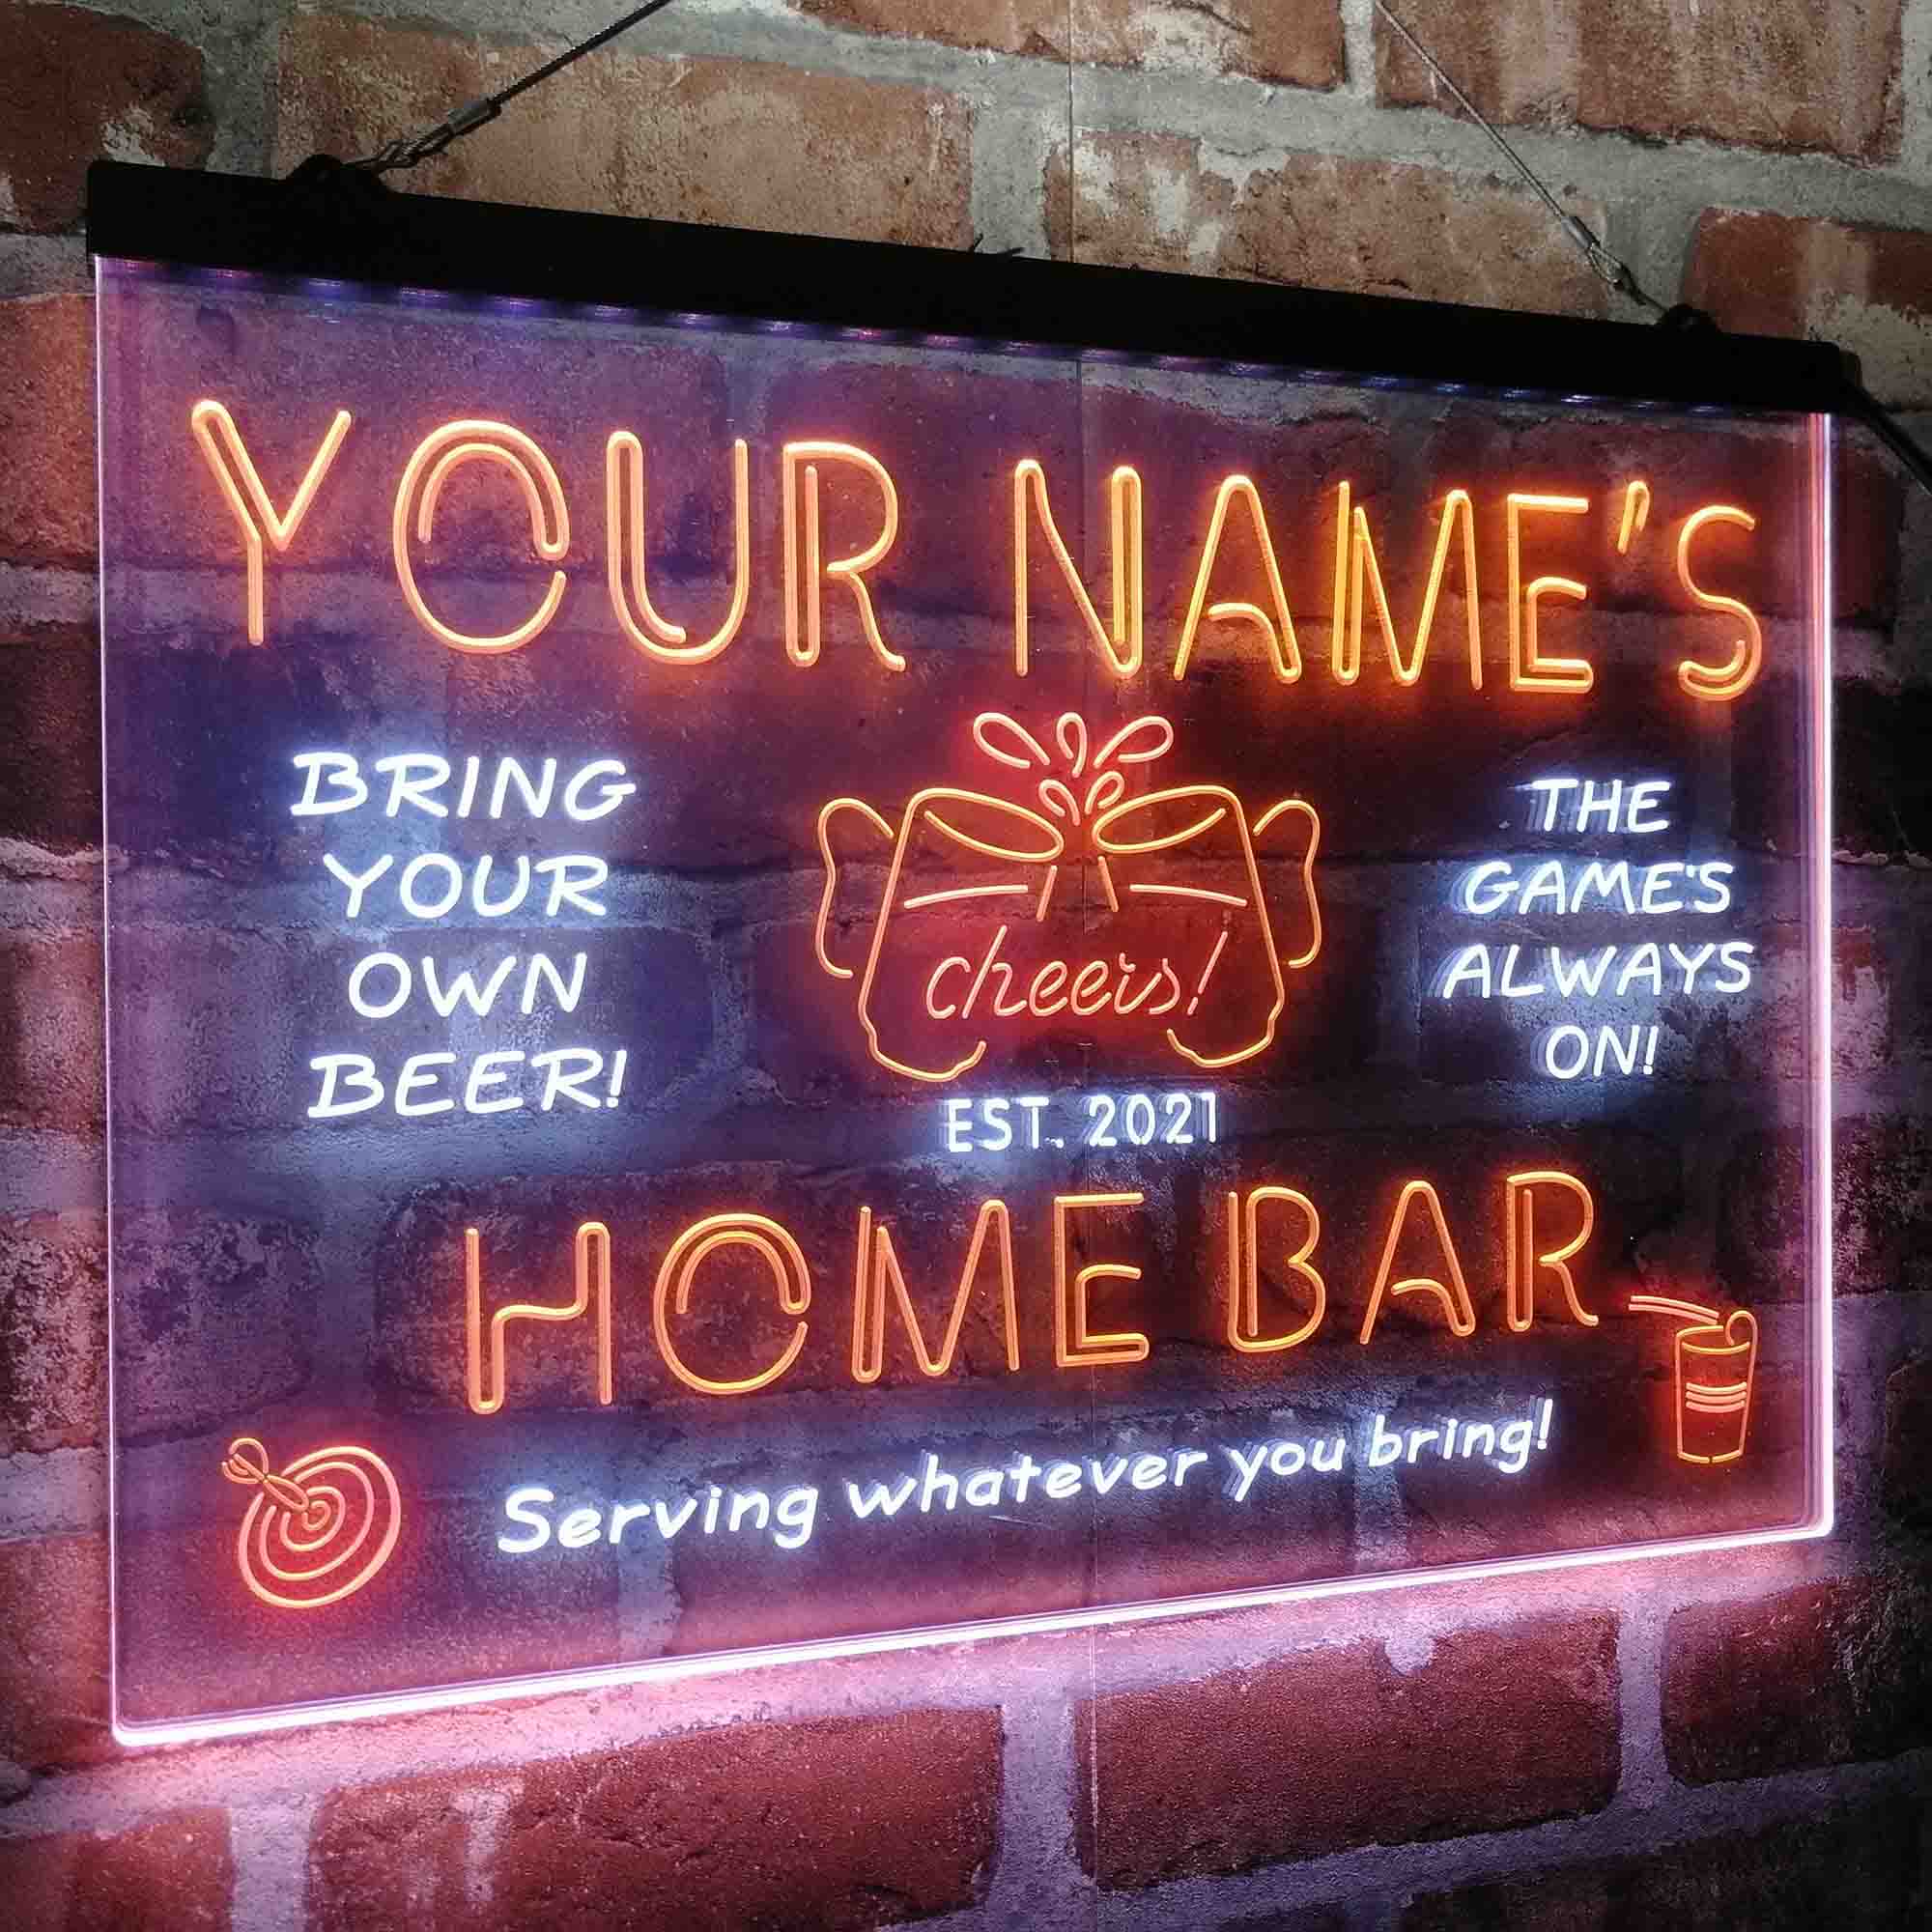 YOUR NAME'S
BRING
YOUR
OWN
BEER!
cheers!
EST. 2021
THE
GAME'S
ALWAYS
ON!
HOME BAR
Serving whatever you bring!